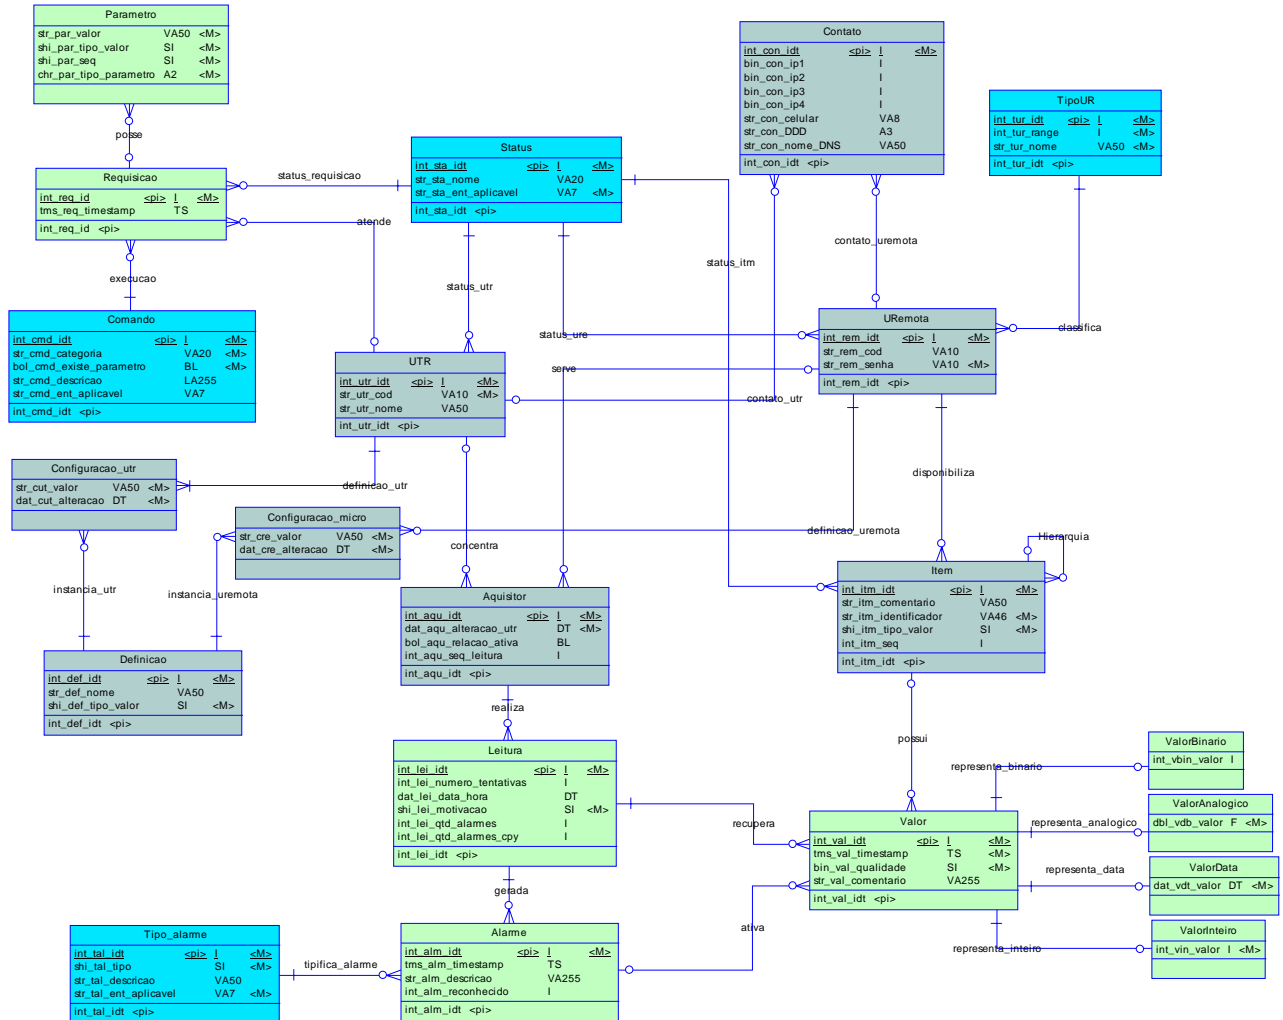 Parametro
str_par_valor VA50 <M>
shi_par_tipo_valor SI <M>
shi_par_seq SI <M>
chr_par_tipo_parametro A2 <M>
posse
Requisicao
int_req_id <pi> I <M>
tms_req_timestamp TS
int_req_id <pi>
status_requisicao
atende
execucao
Comando
int_cmd_idt <pi> I <M>
str_cmd_categoria VA20 <M>
bol_cmd_existe_parametro BL <M>
str_cmd_descricao LA255
str_cmd_ent_aplicavel VA7
int_cmd_idt <pi>
Status
int_sta_idt <pi> I <M>
str_sta_nome VA20
str_sta_ent_aplicavel VA7 <M>
int_sta_idt <pi>
status_utr
status_ure
status_itm
Contato
int_con_idt <pi> I <M>
bin_con_ip1 I
bin_con_ip2 I
bin_con_ip3 I
bin_con_ip4 I
str_con_celular VA8
str_con_DDD A3
str_con_nome_DNS VA50
int_con_idt <pi>
contato_uremota
TipoUR
int_tur_idt <pi> I <M>
int_tur_range I <M>
str_tur_nome VA50 <M>
int_tur_idt <pi>
classifica
URemota
int_rem_idt <pi> I <M>
str_rem_cod VA10
str_rem_senha VA10 <M>
int_rem_idt <pi>
UTR
int_utr_idt <pi> I <M>
str_utr_cod VA10 <M>
str_utr_nome VA50
int_utr_idt <pi>
serve
contato_utr
definicao_utr
disponibiliza
Configuracao_utr
str_cut_valor VA50 <M>
dat_cut_alteracao DT <M>
instancia_utr
Configuracao_micro
str_cre_valor VA50 <M>
dat_cre_alteracao DT <M>
instancia_uremota
definicao_uremota
concentra
Hierarquia
Item
int_itm_idt <pi> I <M>
str_itm_comentario VA50
str_itm_identificador VA46 <M>
shi_itm_tipo_valor SI <M>
int_itm_seq I
int_itm_idt <pi>
Aquisitor
int_aqu_idt <pi> I <M>
dat_aqu_alteracao_utr DT <M>
bol_aqu_relacao_ativa BL
int_aqu_seq_leitura I
int_aqu_idt <pi>
Definicao
int_def_idt <pi> I <M>
str_def_nome VA50
shi_def_tipo_valor SI <M>
int_def_idt <pi>
realiza
possui
Leitura
int_lei_idt <pi> I <M>
int_lei_numero_tentativas I
dat_lei_data_hora DT
shi_lei_motivacao SI <M>
int_lei_qtd_alarmes I
int_lei_qtd_alarmes_cpy I
int_lei_idt <pi>
recupera
gerada
Valor
int_val_idt <pi> I <M>
tms_val_timestamp TS <M>
bin_val_qualidade SI <M>
str_val_comentario VA255
int_val_idt <pi>
representa_binario
representa_analogico
representa_data
representa_inteiro
ValorBinario
int_vbin_valor I
ValorAnalogico
dbl_vdb_valor F <M>
ValorData
dat_vdt_valor DT <M>
ValorInteiro
int_vin_valor I <M>
Tipo_alarme
int_tal_idt <pi> I <M>
shi_tal_tipo SI <M>
str_tal_descricao VA50
str_tal_ent_aplicavel VA7 <M>
int_tal_idt <pi>
tipifica_alarme
Alarme
int_alm_idt <pi> I <M>
tms_alm_timestamp TS
str_alm_descricao VA255
int_alm_reconhecido I
int_alm_idt <pi>
ativa